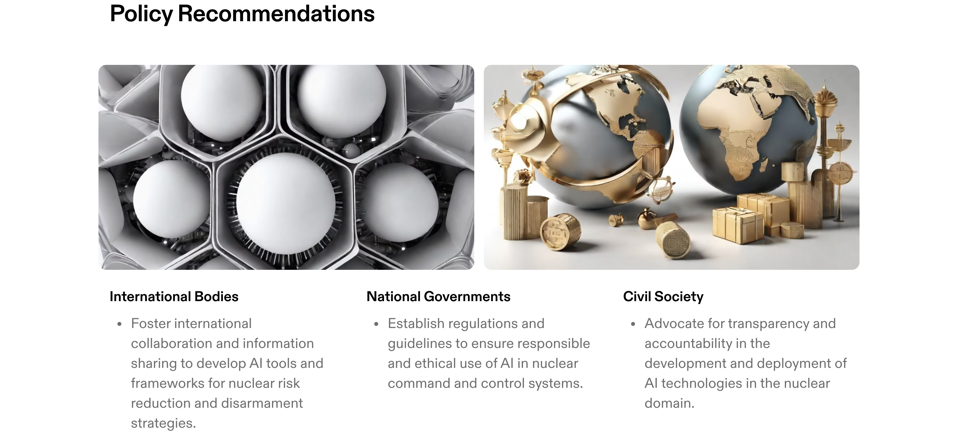 Policy Recommendations
International Bodies
• Foster international
collaboration and information
sharing to develop AI tools and
frameworks for nuclear risk
reduction and disarmament
strategies.
National Governments
• Establish regulations and
guidelines to ensure responsible
and ethical use of AI in nuclear
command and control systems.
Civil Society
• Advocate for transparency and
accountability in the
development and deployment of
AI technologies in the nuclear
domain.